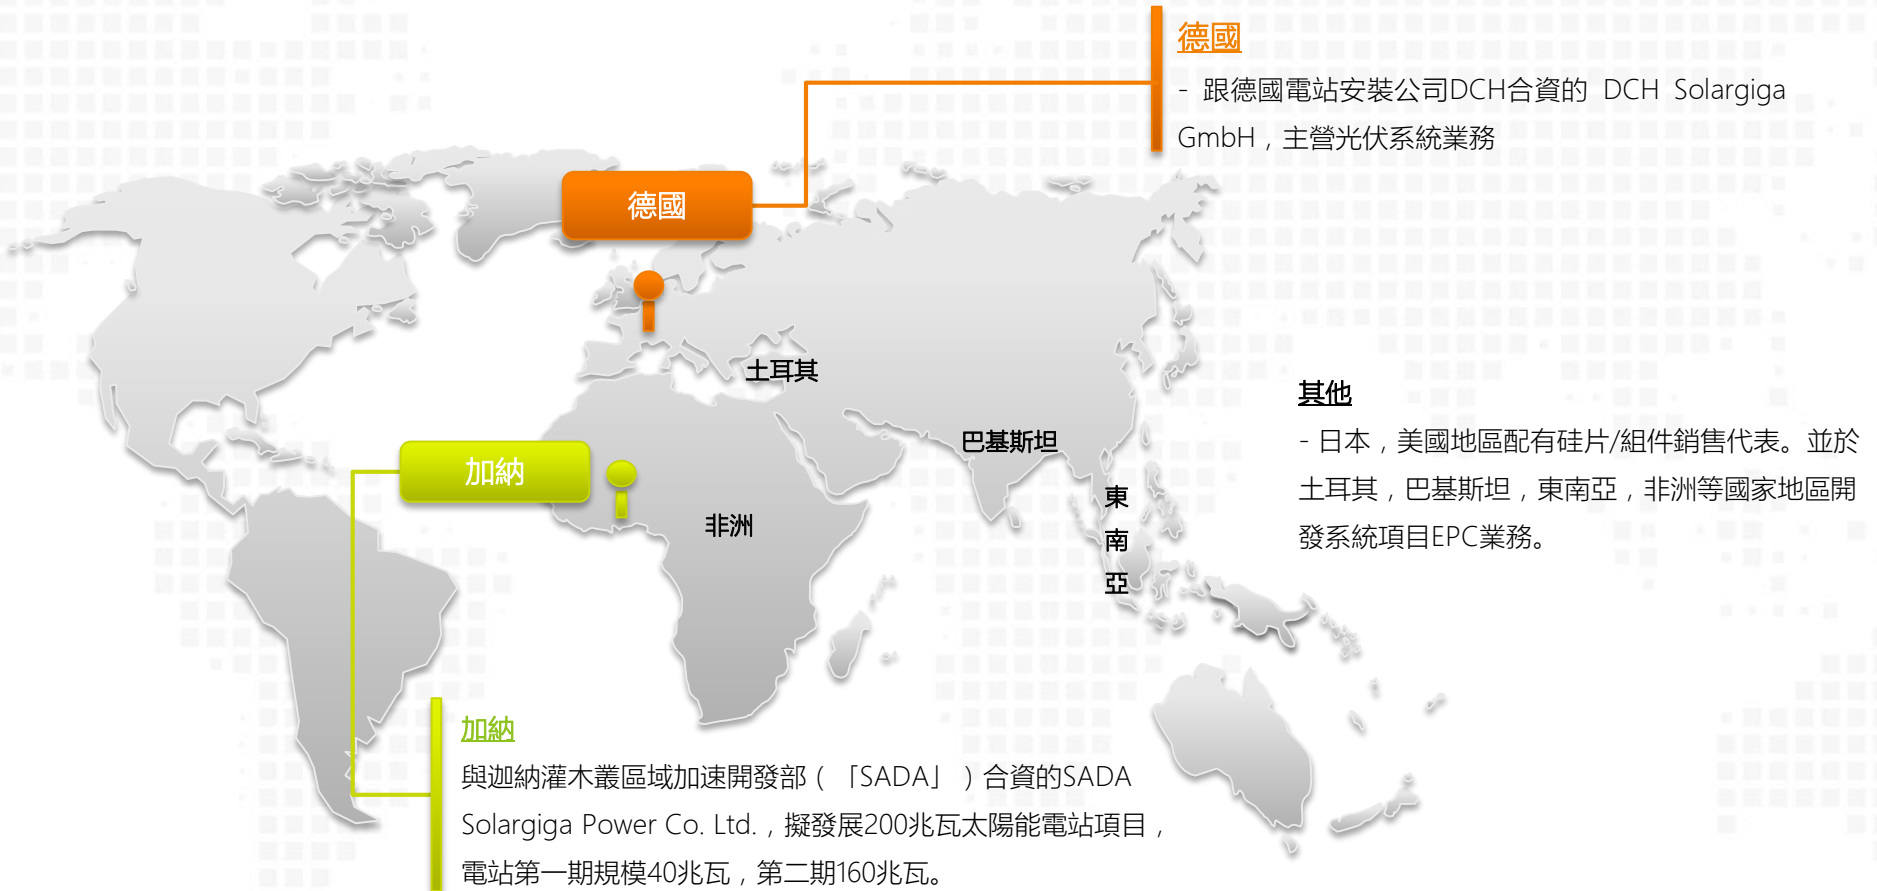 德國
- 跟德國電站安裝公司DCH合資的 DCH Solargiga
GmbH，主營光伏系統業務
德國
土耳其
其他
巴基斯坦
- 日本，美國地區配有硅片/組件銷售代表。並於
土耳其，巴基斯坦，東南亞，非洲等國家地區開
發系統項目EPC業務。
加納
非洲
東
南
亞
加納
與迦納灌木叢區域加速開發部（「SADA」）合資的SADA
Solargiga Power Co. Ltd.，擬發展200兆瓦太陽能電站項目，
電站第一期規模40兆瓦，第二期160兆瓦。